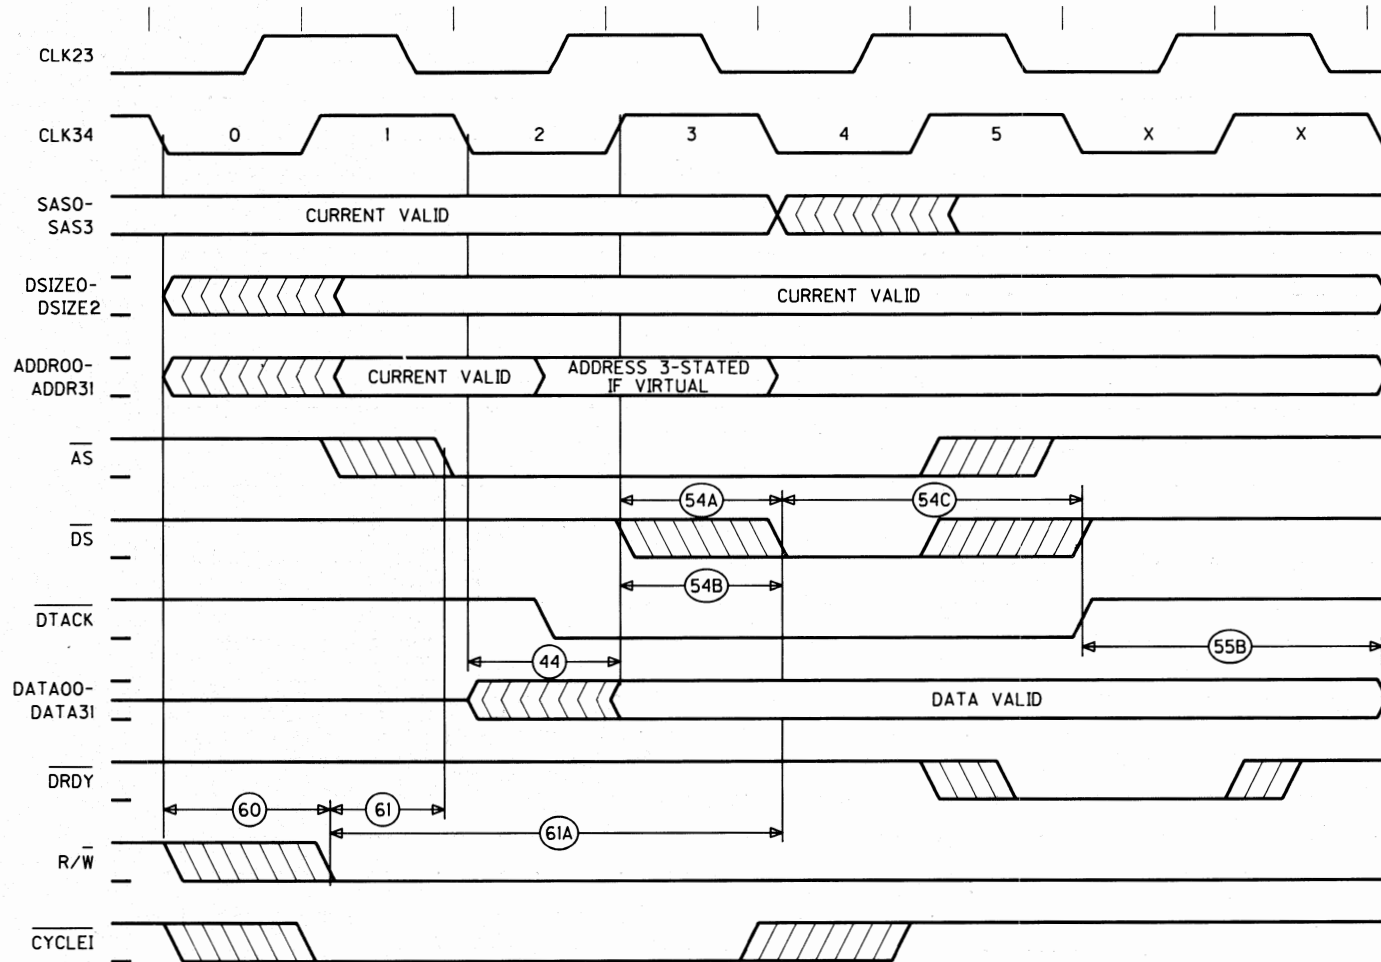 CLK23
CLK34 0 1 2 3 4 5 X X
SAS0-
SAS3
CURRENT VALID
DSIZE0-
DSIZE2
CURRENT VALID
ADDR00-
ADDR31
CURRENT VALID
ADDRESS 3-STATED
IF VIRTUAL
AS
54A 54C
DS
54B
DTACK
44 55B
DATA00-
DATA31
DATA VALID
DRDY
60 61
61A
R/W
CYCLEI